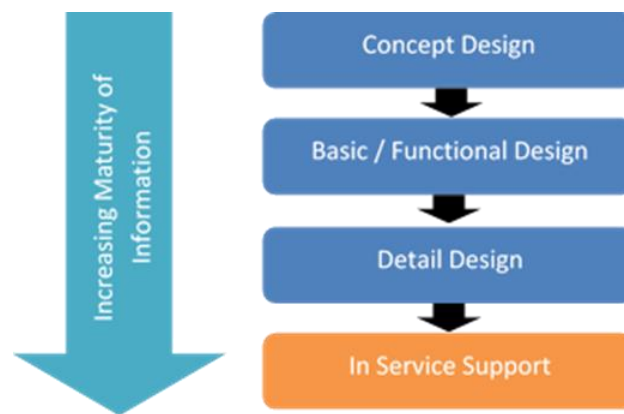 Increasing Maturity of
Information
Concept Design
Basic / Functional Design
Detail Design
In Service Support